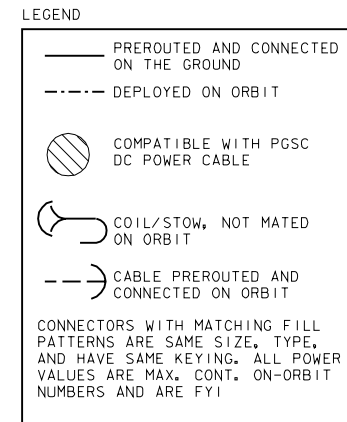 LEGEND
PREROUTED AND CONNECTED
ON THE GROUND
DEPLOYED ON ORBIT
COMPATIBLE WITH PGSC
DC POWER CABLE
COIL/STOW, NOT MATED
ON ORBIT
CABLE PREROUTED AND
CONNECTED ON ORBIT
CONNECTORS WITH MATCHING FILL
PATTERNS ARE SAME SIZE, TYPE,
AND HAVE SAME KEYING. ALL POWER
VALUES ARE MAX. CONT. ON-ORBIT
NUMBERS AND ARE FYI